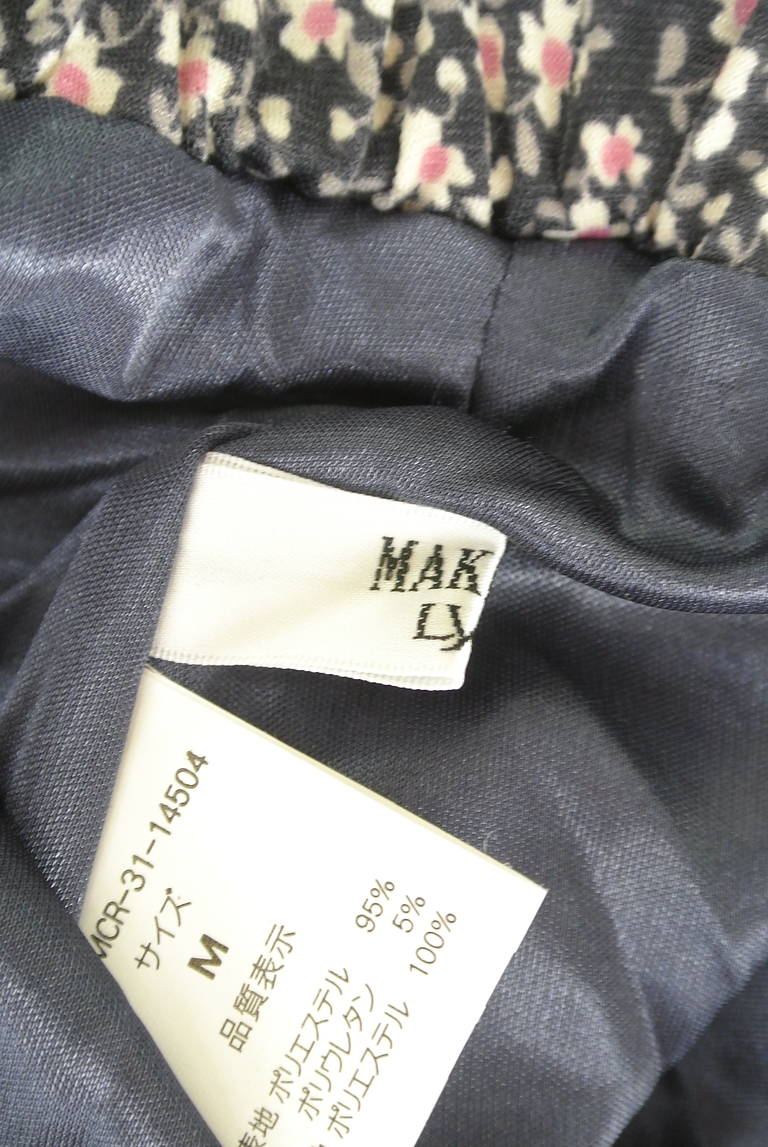 MAK
Ly
MCR-31-14504
サイズ
M
品質表示
表地 ポリエステル 95%
ポリウレタン 5%
ポリエステル 100%